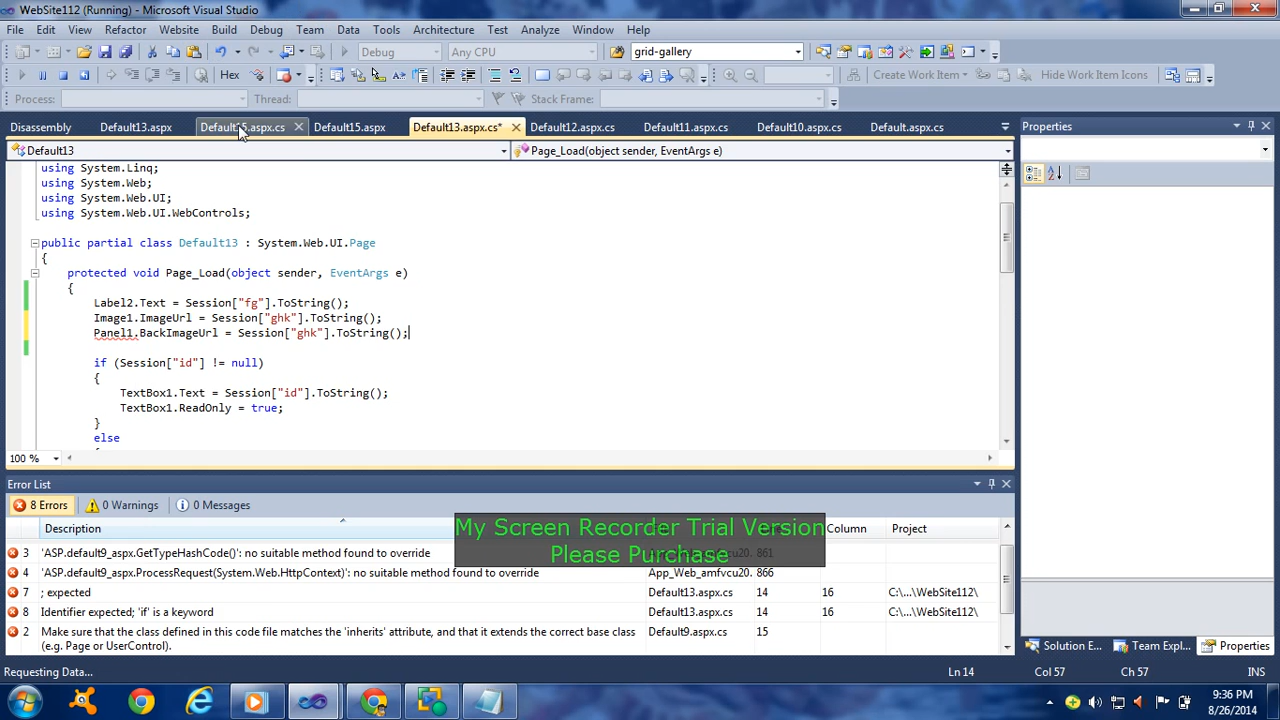 WebSite112 (Running) - Microsoft Visual Studio
File Edit View Refactor Website Build Debug Team Data Tools Architecture Test Analyze Window Help
Debug Any CPU grid-gallery
Hex Create Work Item Hide Work Item Icons
Process: Thread: Stack Frame:
Disassembly Default13.aspx Default15.aspx.cs Default15.aspx Default13.aspx.cs* Default12.aspx.cs Default11.aspx.cs Default10.aspx.cs Default.aspx.cs Properties
Default13 Page_Load(object sender, EventArgs e)
using System.Linq;
using System.Web;
using System.Web.UI;
using System.Web.UI.WebControls;
public partial class Default13 : System.Web.UI.Page
{
protected void Page_Load(object sender, EventArgs e)
{
Label2.Text = Session["fg"].ToString();
Image1.ImageUrl = Session["ghk"].ToString();
Panel1.BackImageUrl = Session["ghk"].ToString();
if (Session["id"] != null)
{
TextBox1.Text = Session["id"].ToString();
TextBox1.ReadOnly = true;
}
else
100 %
Error List
8 Errors 0 Warnings 0 Messages
Description Column Project
3 'ASP.default9_aspx.GetTypeHashCode()': no suitable method found to override App_Web_amfvcu20. 861
4 'ASP.default9_aspx.ProcessRequest(System.Web.HttpContext)': no suitable method found to override App_Web_amfvcu20. 866
7 ; expected Default13.aspx.cs 14 16 C:\...\WebSite112\
8 Identifier expected; 'if' is a keyword Default13.aspx.cs 14 16 C:\...\WebSite112\
2 Make sure that the class defined in this code file matches the 'inherits' attribute, and that it extends the correct base class (e.g. Page or UserControl). Default9.aspx.cs 15
My Screen Recorder Trial Version
Please Purchase
Solution E... Team Expl... Properties
Requesting Data... Ln 14 Col 57 Ch 57 INS
9:36 PM
8/26/2014